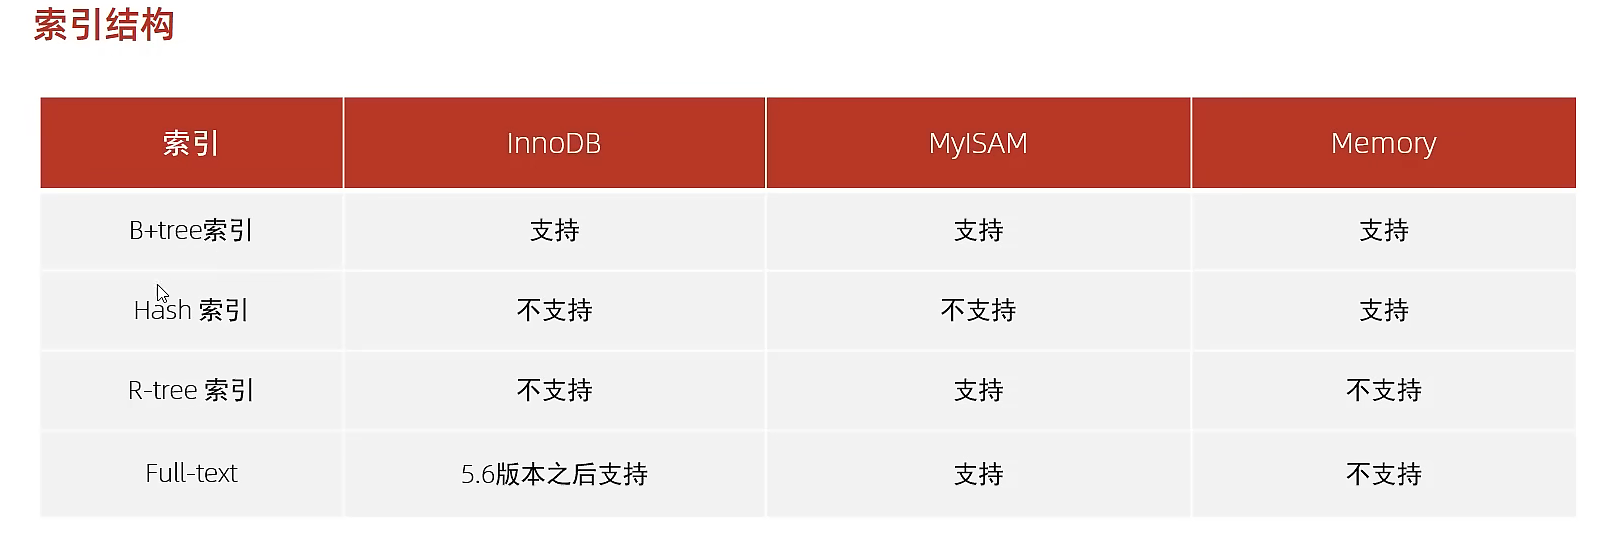 索引结构
索引 InnoDB MyISAM Memory
B+tree索引 支持 支持 支持
Hash 索引 不支持 不支持 支持
R-tree 索引 不支持 支持 不支持
Full-text 5.6版本之后支持 支持 不支持